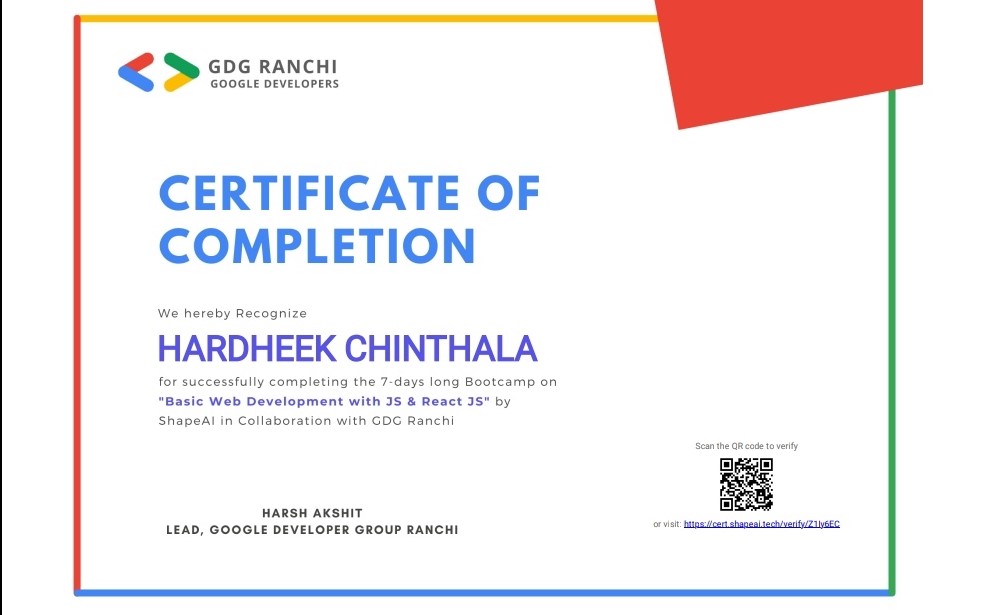 GDG RANCHI
GOOGLE DEVELOPERS
CERTIFICATE OF
COMPLETION
We hereby Recognize
HARDHEEK CHINTHALA
for successfully completing the 7-days long Bootcamp on
"Basic Web Development with JS & React JS" by
ShapeAI in Collaboration with GDG Ranchi
Scan the QR code to verify
or visit: https://cert.shapeai.tech/verify/Z1ly6EC
HARSH AKSHIT
LEAD, GOOGLE DEVELOPER GROUP RANCHI